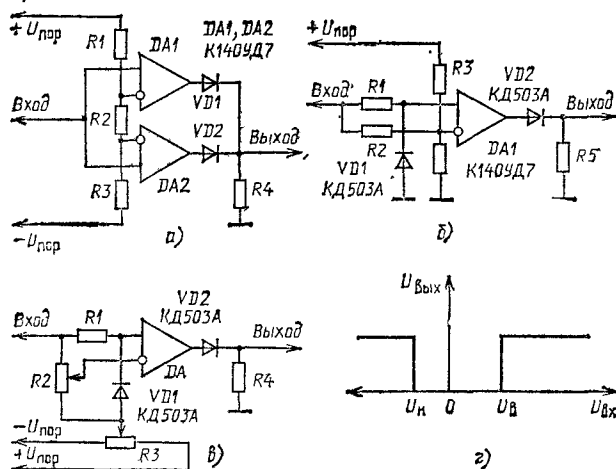 + Uпор
R1
DA1
DA1, DA2
К140УД7
VD1
Вход
R2
VD2
Выход
R3
DA2
R4
− Uпор
а)
+ Uпор
R3
VD2
КД503А
Вход
R1
Выход
R2
DA1
К140УД7
R5
VD1
КД503А
б)
VD2
КД503А
Вход
R1
Выход
R2
DA
R4
VD1
КД503А
− Uпор
+ Uпор
R3
в)
Uвых
Uн
0
Uв
Uвх
г)